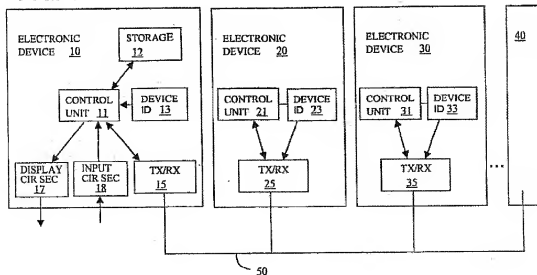 ELECTRONIC
DEVICE 10
STORAGE
12
CONTROL
UNIT 11
DEVICE
ID 13
DISPLAY
CIR SEC
17
INPUT
CIR SEC
18
TX/RX
15
ELECTRONIC
DEVICE 20
CONTROL
UNIT 21
DEVICE
ID 23
TX/RX
25
ELECTRONIC
DEVICE 30
CONTROL
UNIT 31
DEVICE
ID 33
TX/RX
35
...
40
50